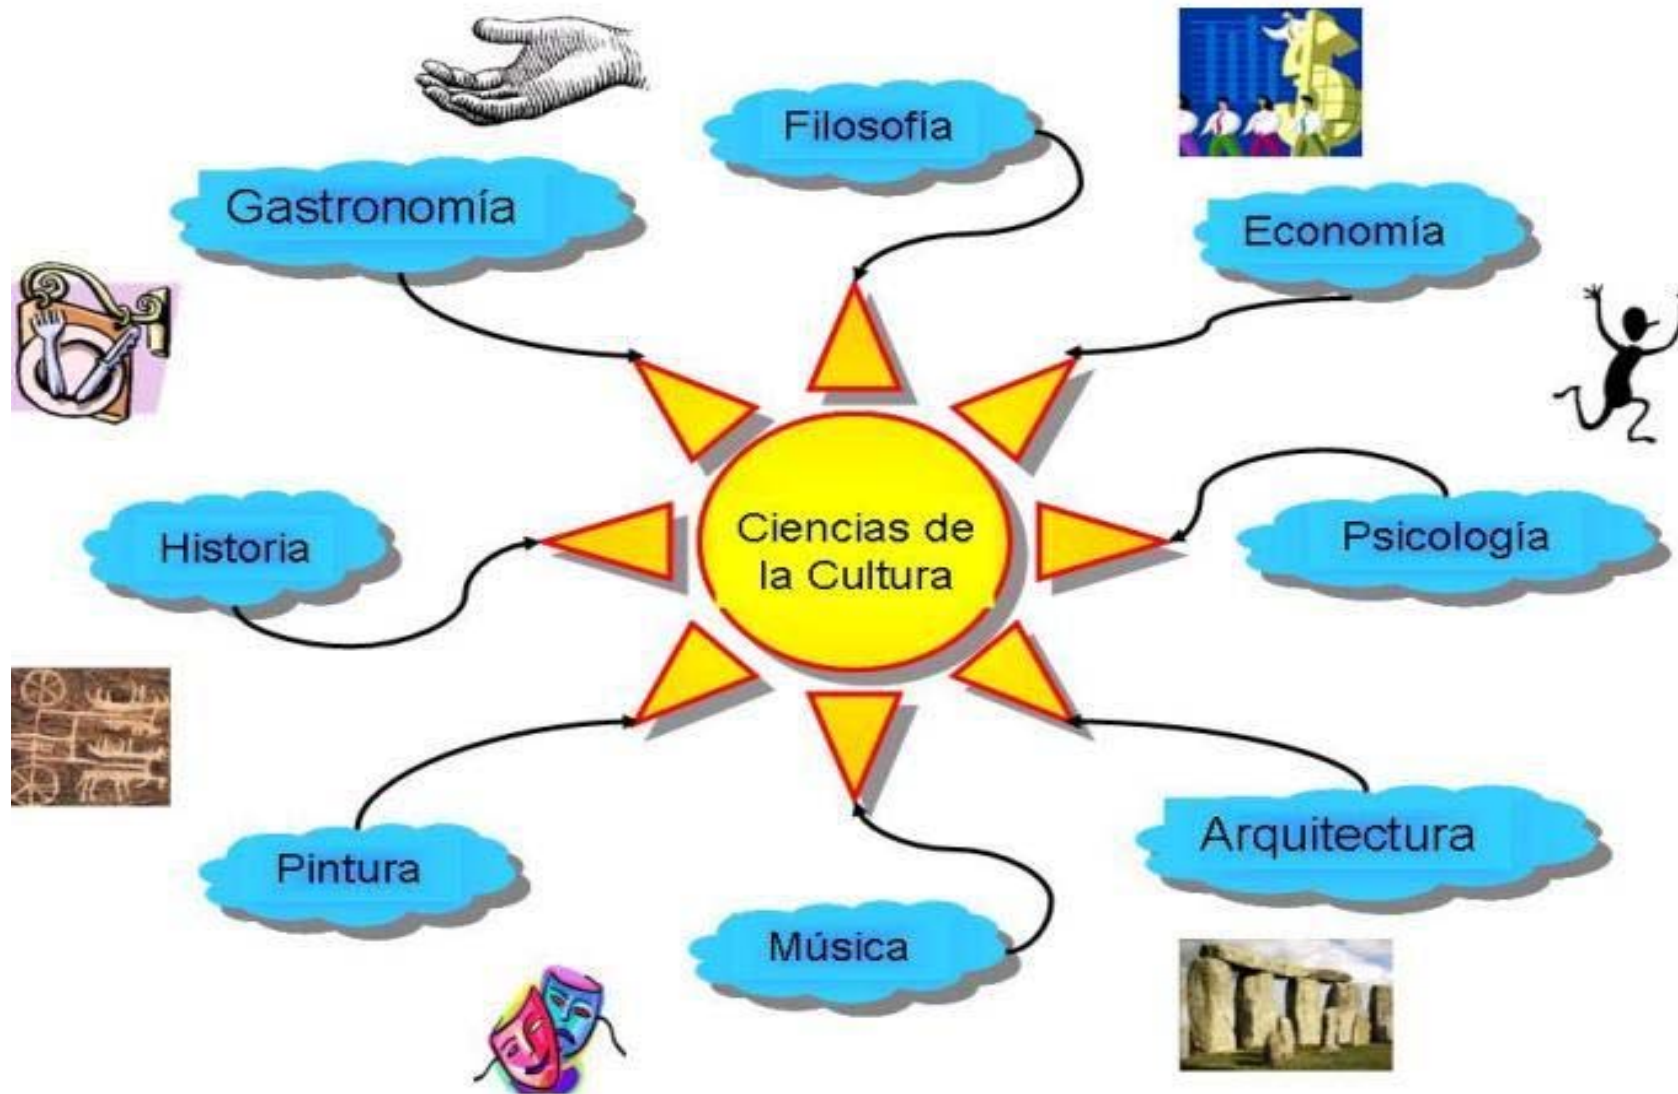 Filosofía
Gastronomía
Economía
Ciencias de
la Cultura
Historia
Psicología
Pintura
Arquitectura
Música